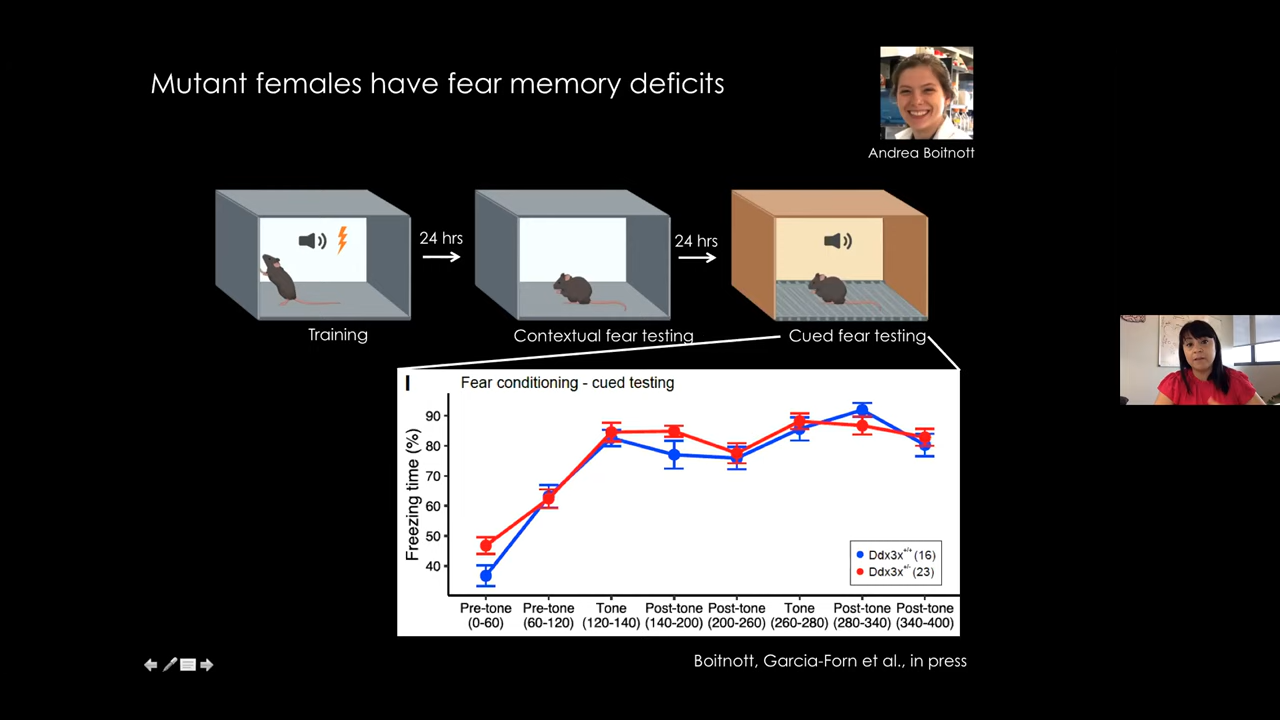 Mutant females have fear memory deficits
Andrea Boitnott
24 hrs
24 hrs
Training
Contextual fear testing
Cued fear testing
I
Fear conditioning - cued testing
Freezing time (%)
90
80
70
60
50
40
Ddx3x+/+ (16)
Ddx3x+/- (23)
Pre-tone Pre-tone Tone Post-tone Post-tone Tone Post-tone Post-tone
(0-60) (60-120) (120-140) (140-200) (200-260) (260-280) (280-340) (340-400)
Boitnott, Garcia-Forn et al., in press